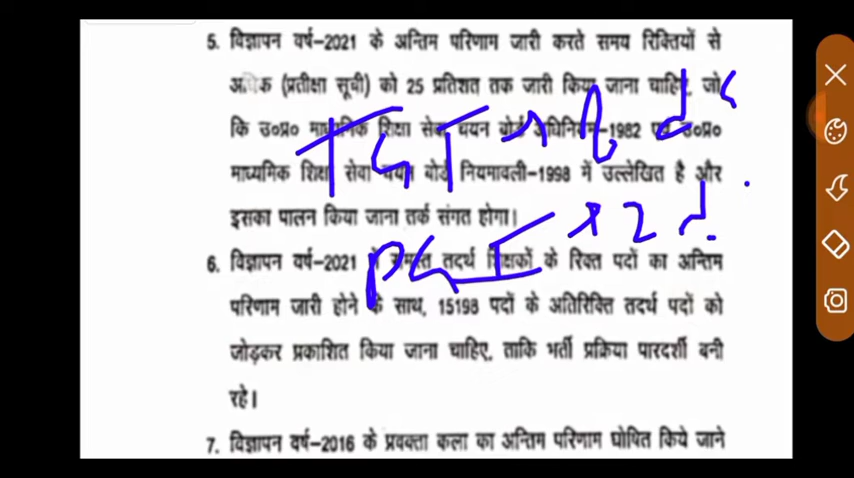 5. विज्ञापन वर्ष-2021 के अन्तिम परिणाम जारी करते समय रिक्तियों से
(प्रतीक्षा सूची) को 25 प्रतिशत तक जारी किया जाना चाहिए, जो
कि उ०प्र० माध्यमिक शिक्षा सेवा चयन बोर्ड अधिनियम-1982 एवं उ०प्र०
माध्यमिक शिक्षा सेवा चयन बोर्ड नियमावली-1998 में उल्लेखित है और
इसका पालन किया जाना तर्क संगत होगा।
6. विज्ञापन वर्ष-2021 में समस्त तदर्थ शिक्षकों के रिक्त पदों का अन्तिम
परिणाम जारी होने के साथ, 15198 पदों के अतिरिक्ति तदर्थ पदों को
जोड़कर प्रकाशित किया जाना चाहिए, ताकि भर्ती प्रक्रिया पारदर्शी बनी
रहे।
7. विज्ञापन वर्ष-2016 के प्रवक्ता कला का अन्तिम परिणाम घोषित किये जाने
TGT
PGT